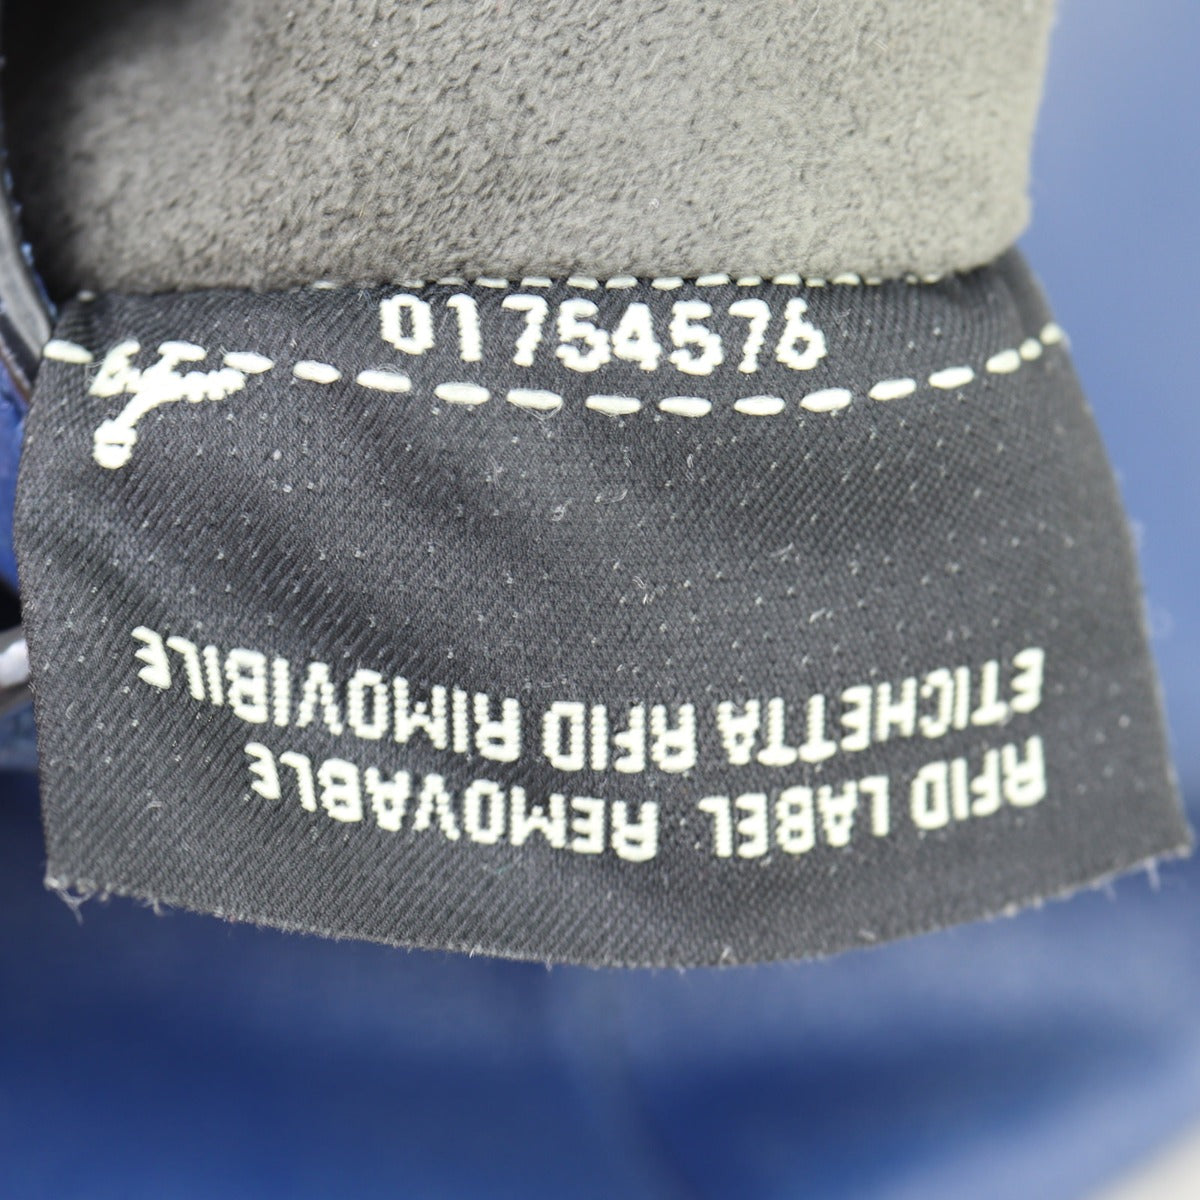 01754576
RFID LABEL REMOVABLE
ETICHETTA RFID RIMOVIBILE